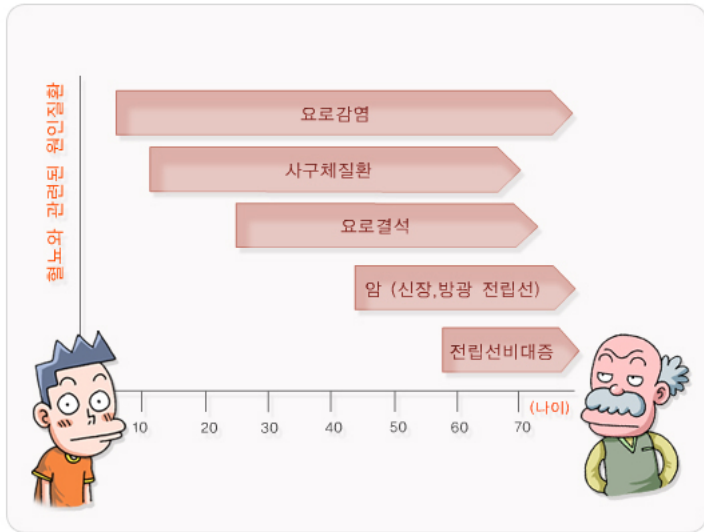 혈뇨와 관련된 원인질환
요로감염
사구체질환
요로결석
암 (신장,방광 전립선)
전립선비대증
(나이)
10 20 30 40 50 60 70